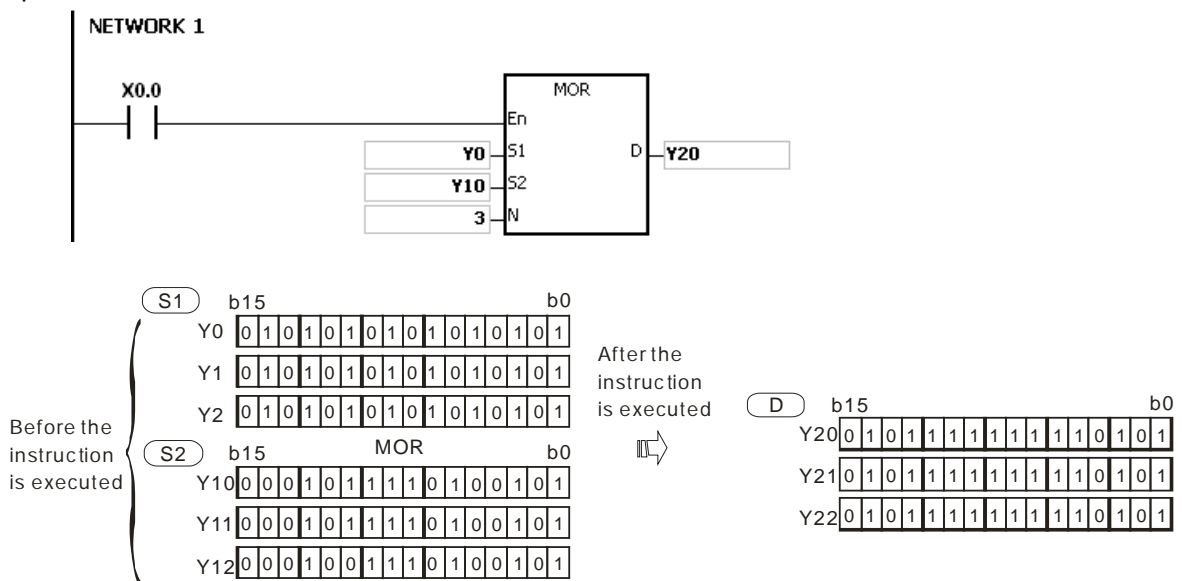 NETWORK 1
X0.0
MOR
En
Y0 S1 D Y20
Y10 S2
3 N
S1 b15 b0
Y0 0 1 0 1 0 1 0 1 0 1 0 1 0 1 0 1
Y1 0 1 0 1 0 1 0 1 0 1 0 1 0 1 0 1
Y2 0 1 0 1 0 1 0 1 0 1 0 1 0 1 0 1
Before the
instruction
is executed
S2 b15 MOR b0
Y10 0 0 0 1 0 1 1 1 1 0 1 0 0 1 0 1
Y11 0 0 0 1 0 1 1 1 1 0 1 0 0 1 0 1
Y12 0 0 0 1 0 0 1 1 1 0 1 0 0 1 0 1
After the
instruction
is executed
D b15 b0
Y20 0 1 0 1 1 1 1 1 1 1 1 1 0 1 0 1
Y21 0 1 0 1 1 1 1 1 1 1 1 1 0 1 0 1
Y22 0 1 0 1 1 1 1 1 1 1 1 1 0 1 0 1